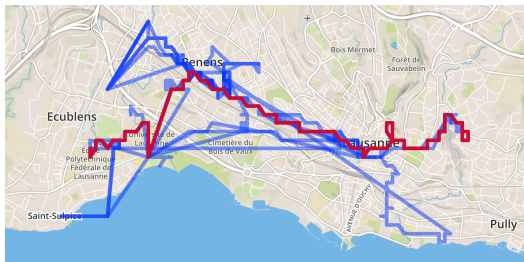 Bois Mermet
Forêt de
Sauvabelin
Renens
Ecublens
Université de
Lausanne
École
Polytechnique
Fédérale de
Lausanne
Cimetière du
Bois de Vaux
Lausanne
AVENUE D'OUCHY
Saint-Sulpice
Pully